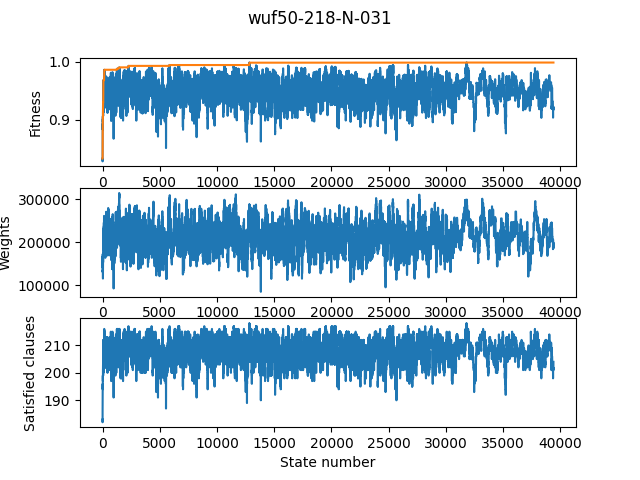 wuf50-218-N-031
1.0
0.9
Fitness
0 5000 10000 15000 20000 25000 30000 35000 40000
300000
200000
100000
Weights
0 5000 10000 15000 20000 25000 30000 35000 40000
210
200
190
Satisfied clauses
0 5000 10000 15000 20000 25000 30000 35000 40000
State number